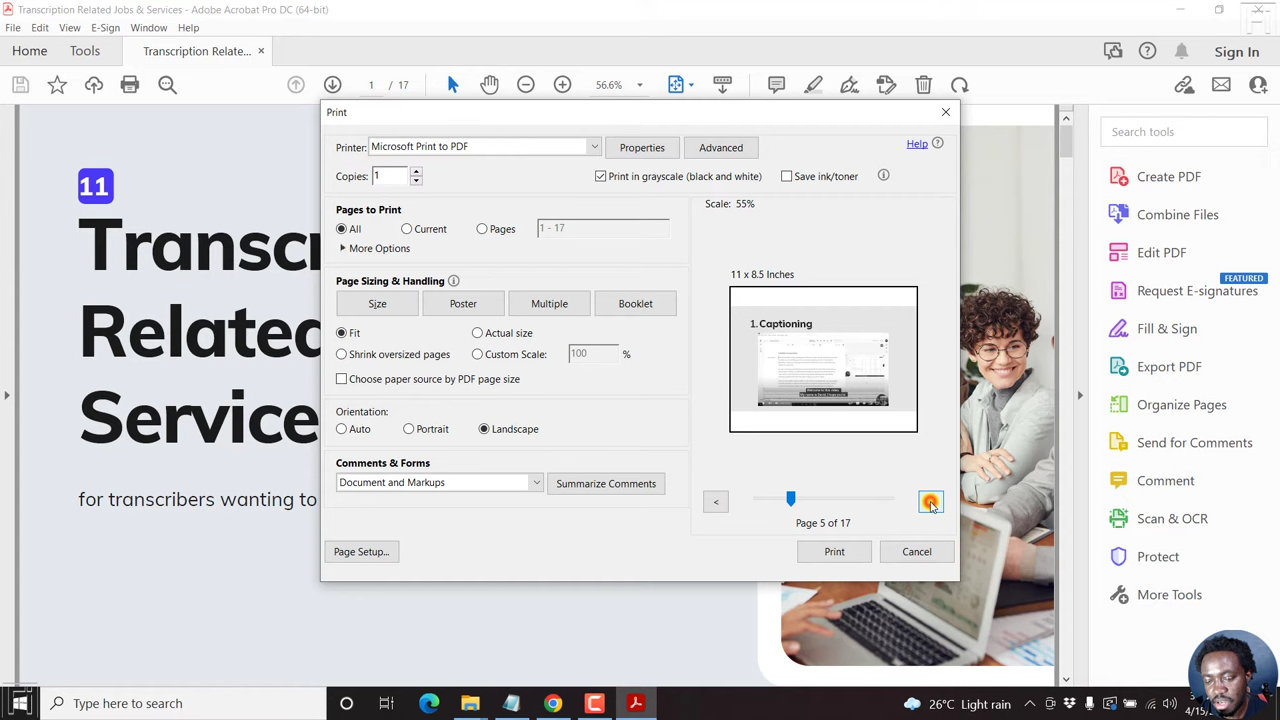 Transcription Related Jobs & Services - Adobe Acrobat Pro DC (64-bit)
File Edit View E-Sign Window Help
Home Tools Transcription Relate... ×
Sign In
1 / 17
56.6%
11
Transc
Related
Service
for transcribers wanting to
Print
Printer: Microsoft Print to PDF Properties Advanced Help
Copies: 1 Print in grayscale (black and white) Save ink/toner
Pages to Print
All Current Pages 1 - 17
More Options
Page Sizing & Handling
Size Poster Multiple Booklet
Fit Actual size
Shrink oversized pages Custom Scale: 100 %
Choose paper source by PDF page size
Orientation:
Auto Portrait Landscape
Comments & Forms
Document and Markups Summarize Comments
Page Setup...
Scale: 55%
11 x 8.5 Inches
1. Captioning
<
Page 5 of 17
Print Cancel
Search tools
Create PDF
Combine Files
Edit PDF
FEATURED
Request E-signatures
Fill & Sign
Export PDF
Organize Pages
Send for Comments
Comment
Scan & OCR
Protect
More Tools
Type here to search
26°C Light rain